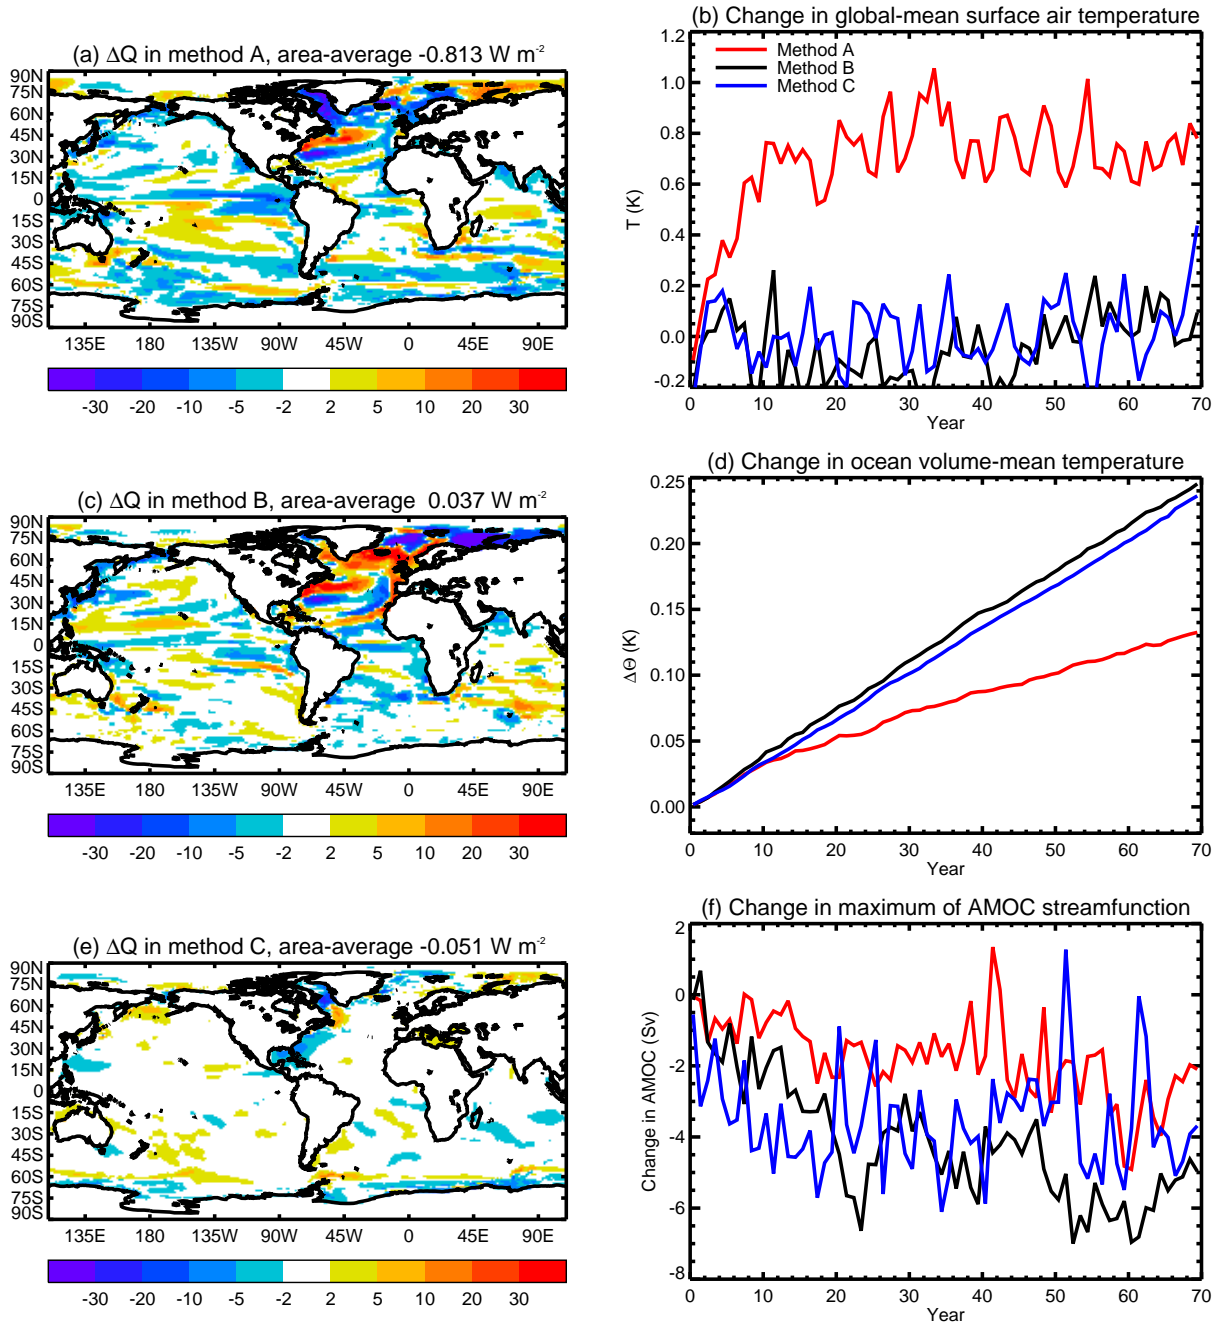 (a) ΔQ in method A, area-average -0.813 W m-2
90N
75N
60N
45N
30N
15N
0
15S
30S
45S
60S
75S
90S
135E 180 135W 90W 45W 0 45E 90E
-30 -20 -10 -5 -2 2 5 10 20 30
(b) Change in global-mean surface air temperature
1.2
1.0
0.8
0.6
0.4
0.2
0.0
-0.2
T (K)
Method A
Method B
Method C
0 10 20 30 40 50 60 70
Year
(c) ΔQ in method B, area-average 0.037 W m-2
90N
75N
60N
45N
30N
15N
0
15S
30S
45S
60S
75S
90S
135E 180 135W 90W 45W 0 45E 90E
-30 -20 -10 -5 -2 2 5 10 20 30
(d) Change in ocean volume-mean temperature
0.25
0.20
0.15
0.10
0.05
0.00
ΔΘ (K)
0 10 20 30 40 50 60 70
Year
(e) ΔQ in method C, area-average -0.051 W m-2
90N
75N
60N
45N
30N
15N
0
15S
30S
45S
60S
75S
90S
135E 180 135W 90W 45W 0 45E 90E
-30 -20 -10 -5 -2 2 5 10 20 30
(f) Change in maximum of AMOC streamfunction
2
0
-2
-4
-6
-8
Change in AMOC (Sv)
0 10 20 30 40 50 60 70
Year